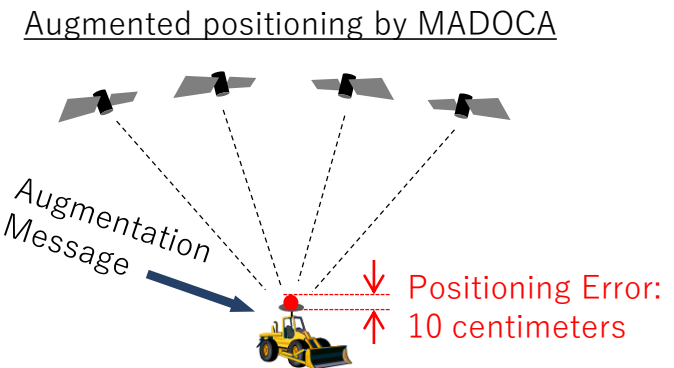 Augmented positioning by MADOCA
Augmentation
Message
Positioning Error:
10 centimeters